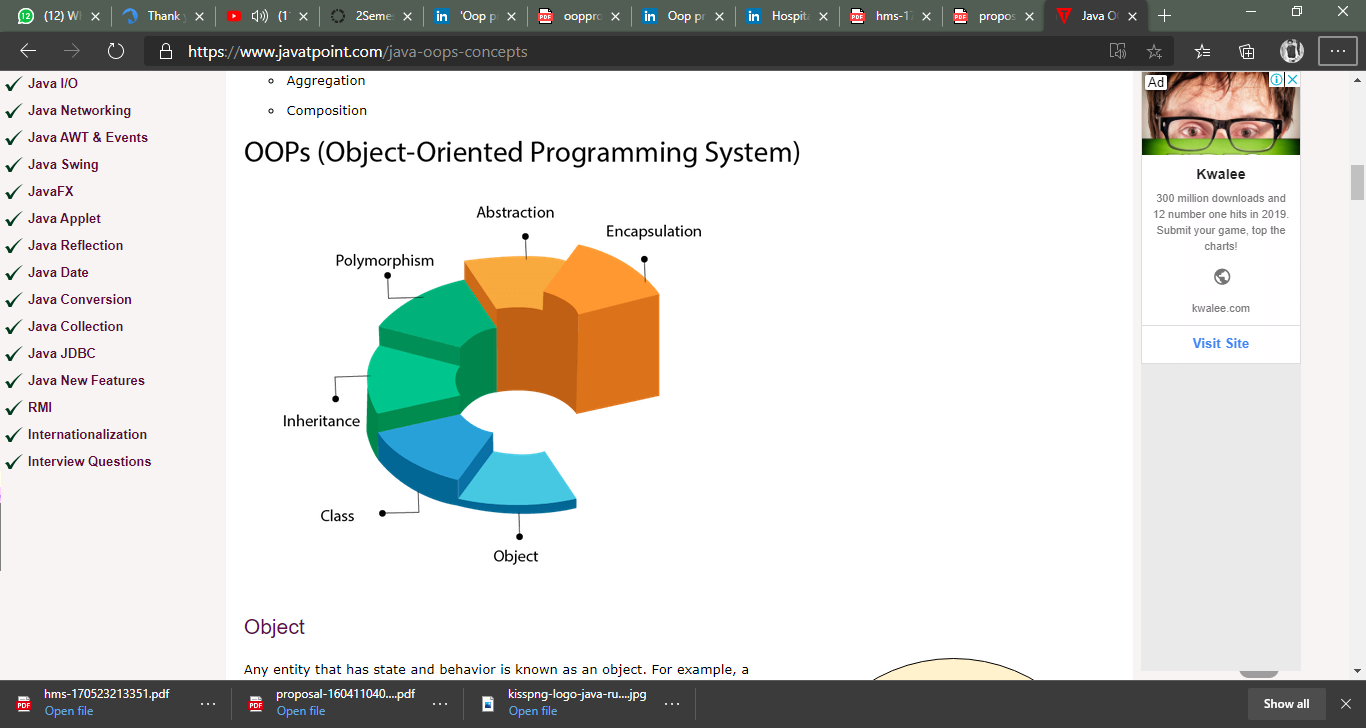 (12) W
Thank
(1
2Seme
'Oop p
ooppro
Oop pr
Hospita
hms-17
propos
Java O
https://www.javatpoint.com/java-oops-concepts
Java I/O
Java Networking
Java AWT & Events
Java Swing
JavaFX
Java Applet
Java Reflection
Java Date
Java Conversion
Java Collection
Java JDBC
Java New Features
RMI
Internationalization
Interview Questions
Aggregation
Composition
OOPs (Object-Oriented Programming System)
Abstraction
Encapsulation
Polymorphism
Inheritance
Class
Object
Object
Any entity that has state and behavior is known as an object. For example, a
Ad
Kwalee
300 million downloads and
12 number one hits in 2019.
Submit your game, top the
charts!
kwalee.com
Visit Site
hms-170523213351.pdf
Open file
proposal-160411040....pdf
Open file
kisspng-logo-java-ru....jpg
Open file
Show all